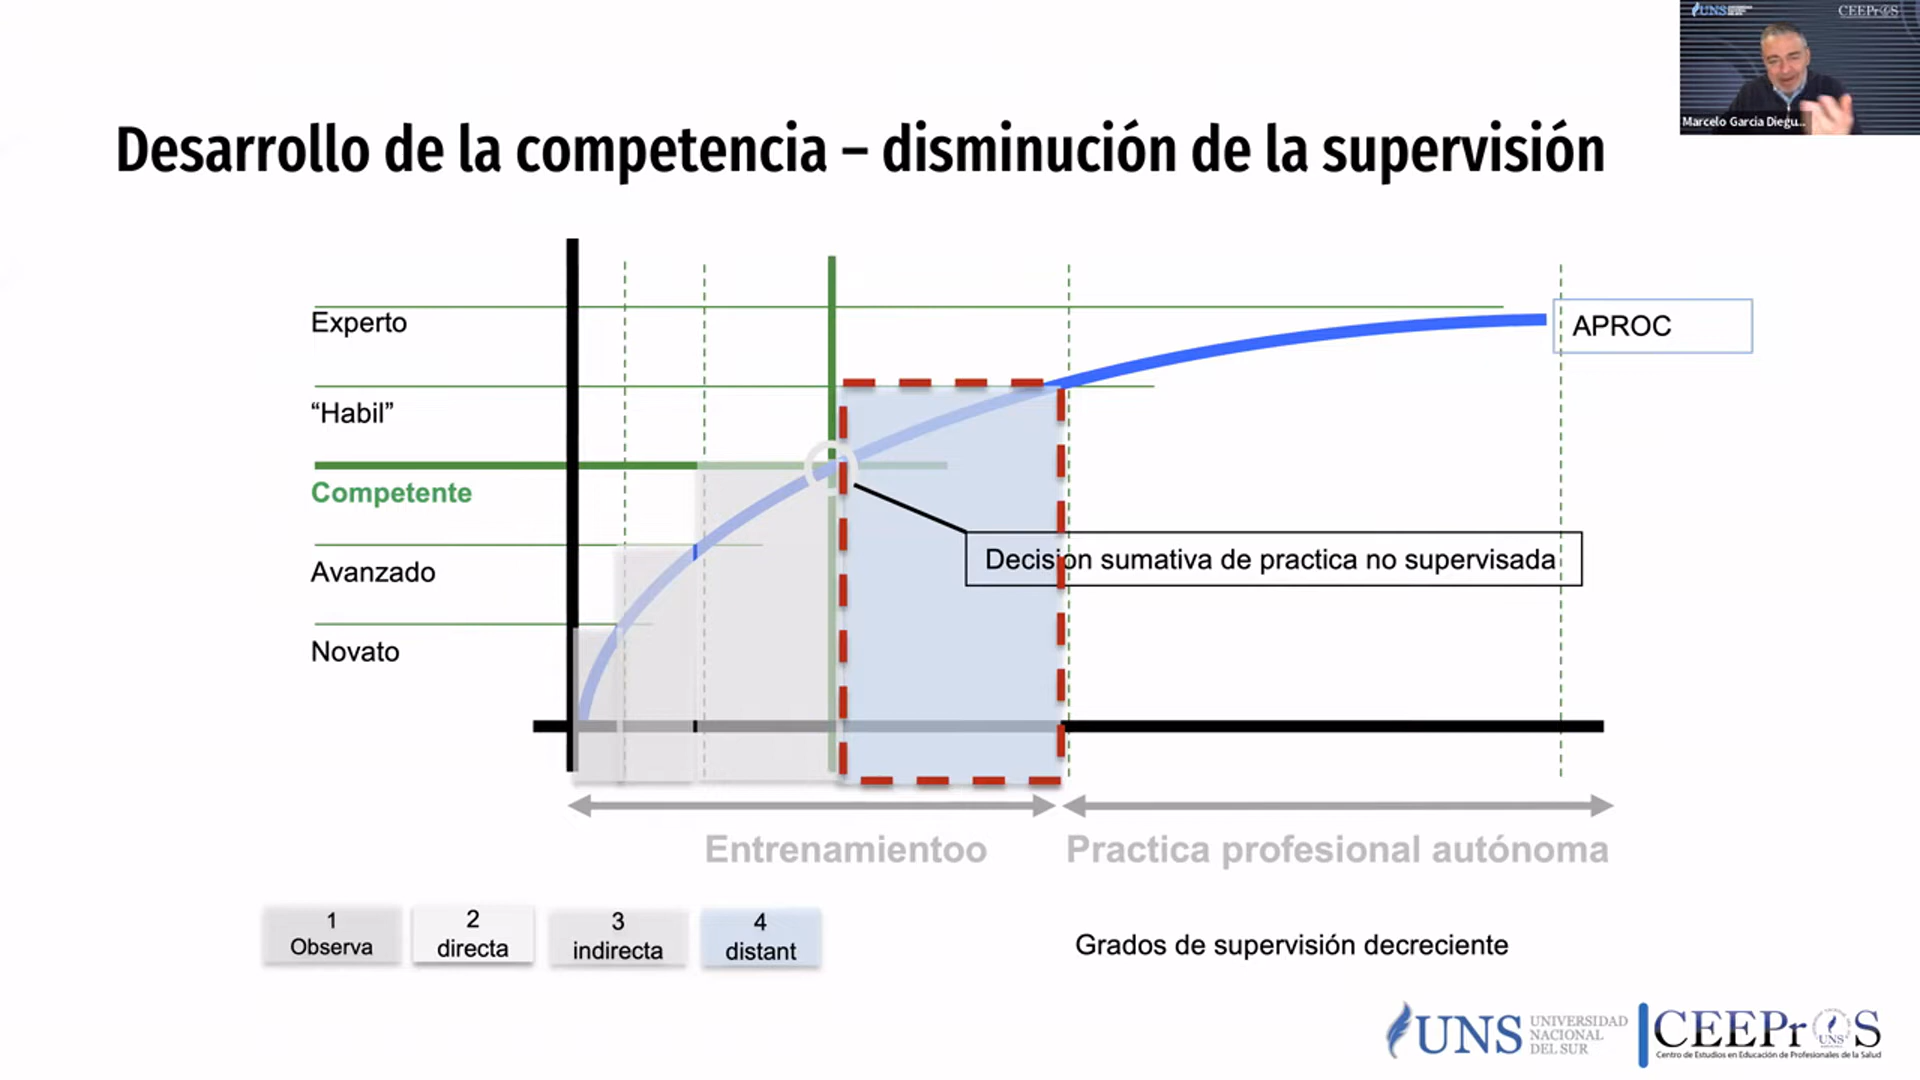 UNS
CEEPrOS
Marcelo García Diegu...
Desarrollo de la competencia – disminución de la supervisión
Experto
APROC
“Habil”
Competente
Decision sumativa de practica no supervisada
Avanzado
Novato
Entrenamientoo
Practica profesional autónoma
1
Observa
2
directa
3
indirecta
4
distant
Grados de supervisión decreciente
UNS
UNIVERSIDAD
NACIONAL
DEL SUR
CEEPrOS
UNS
Centro de Estudios en Educación de Profesionales de la Salud